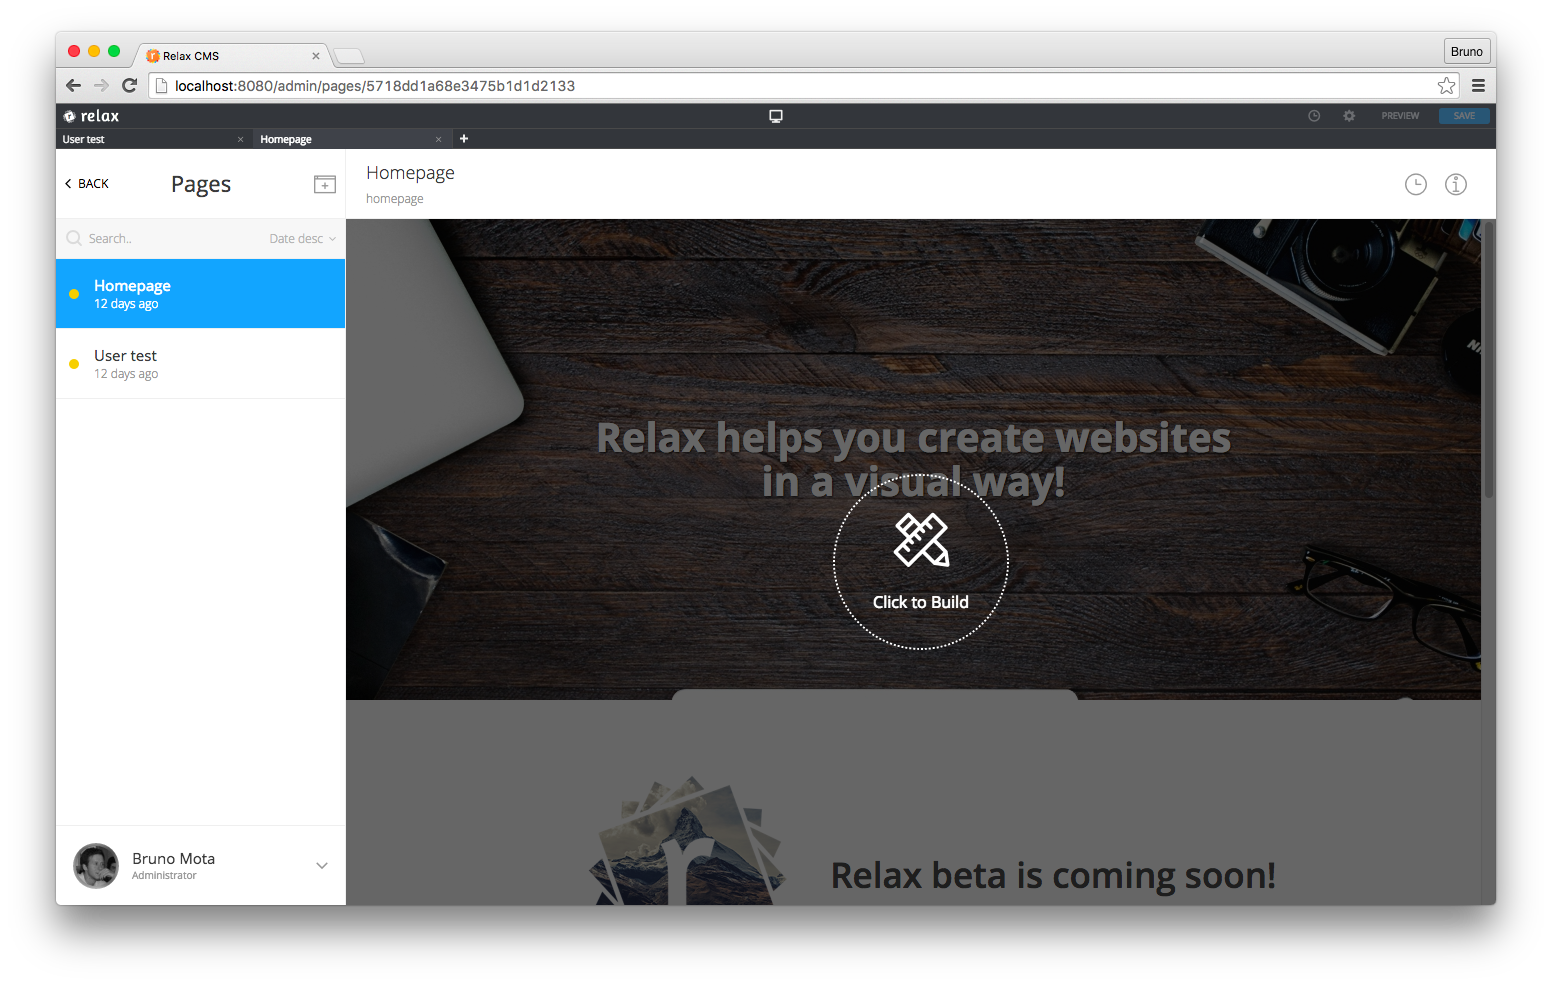 Relax CMS
Bruno
localhost:8080/admin/pages/5718dd1a68e3475b1d1d2133
relax
PREVIEW
SAVE
User test
Homepage
BACK
Pages
Homepage
homepage
Search..
Date desc
Homepage
12 days ago
User test
12 days ago
Relax helps you create websites
in a visual way!
Click to Build
r
Relax beta is coming soon!
Bruno Mota
Administrator